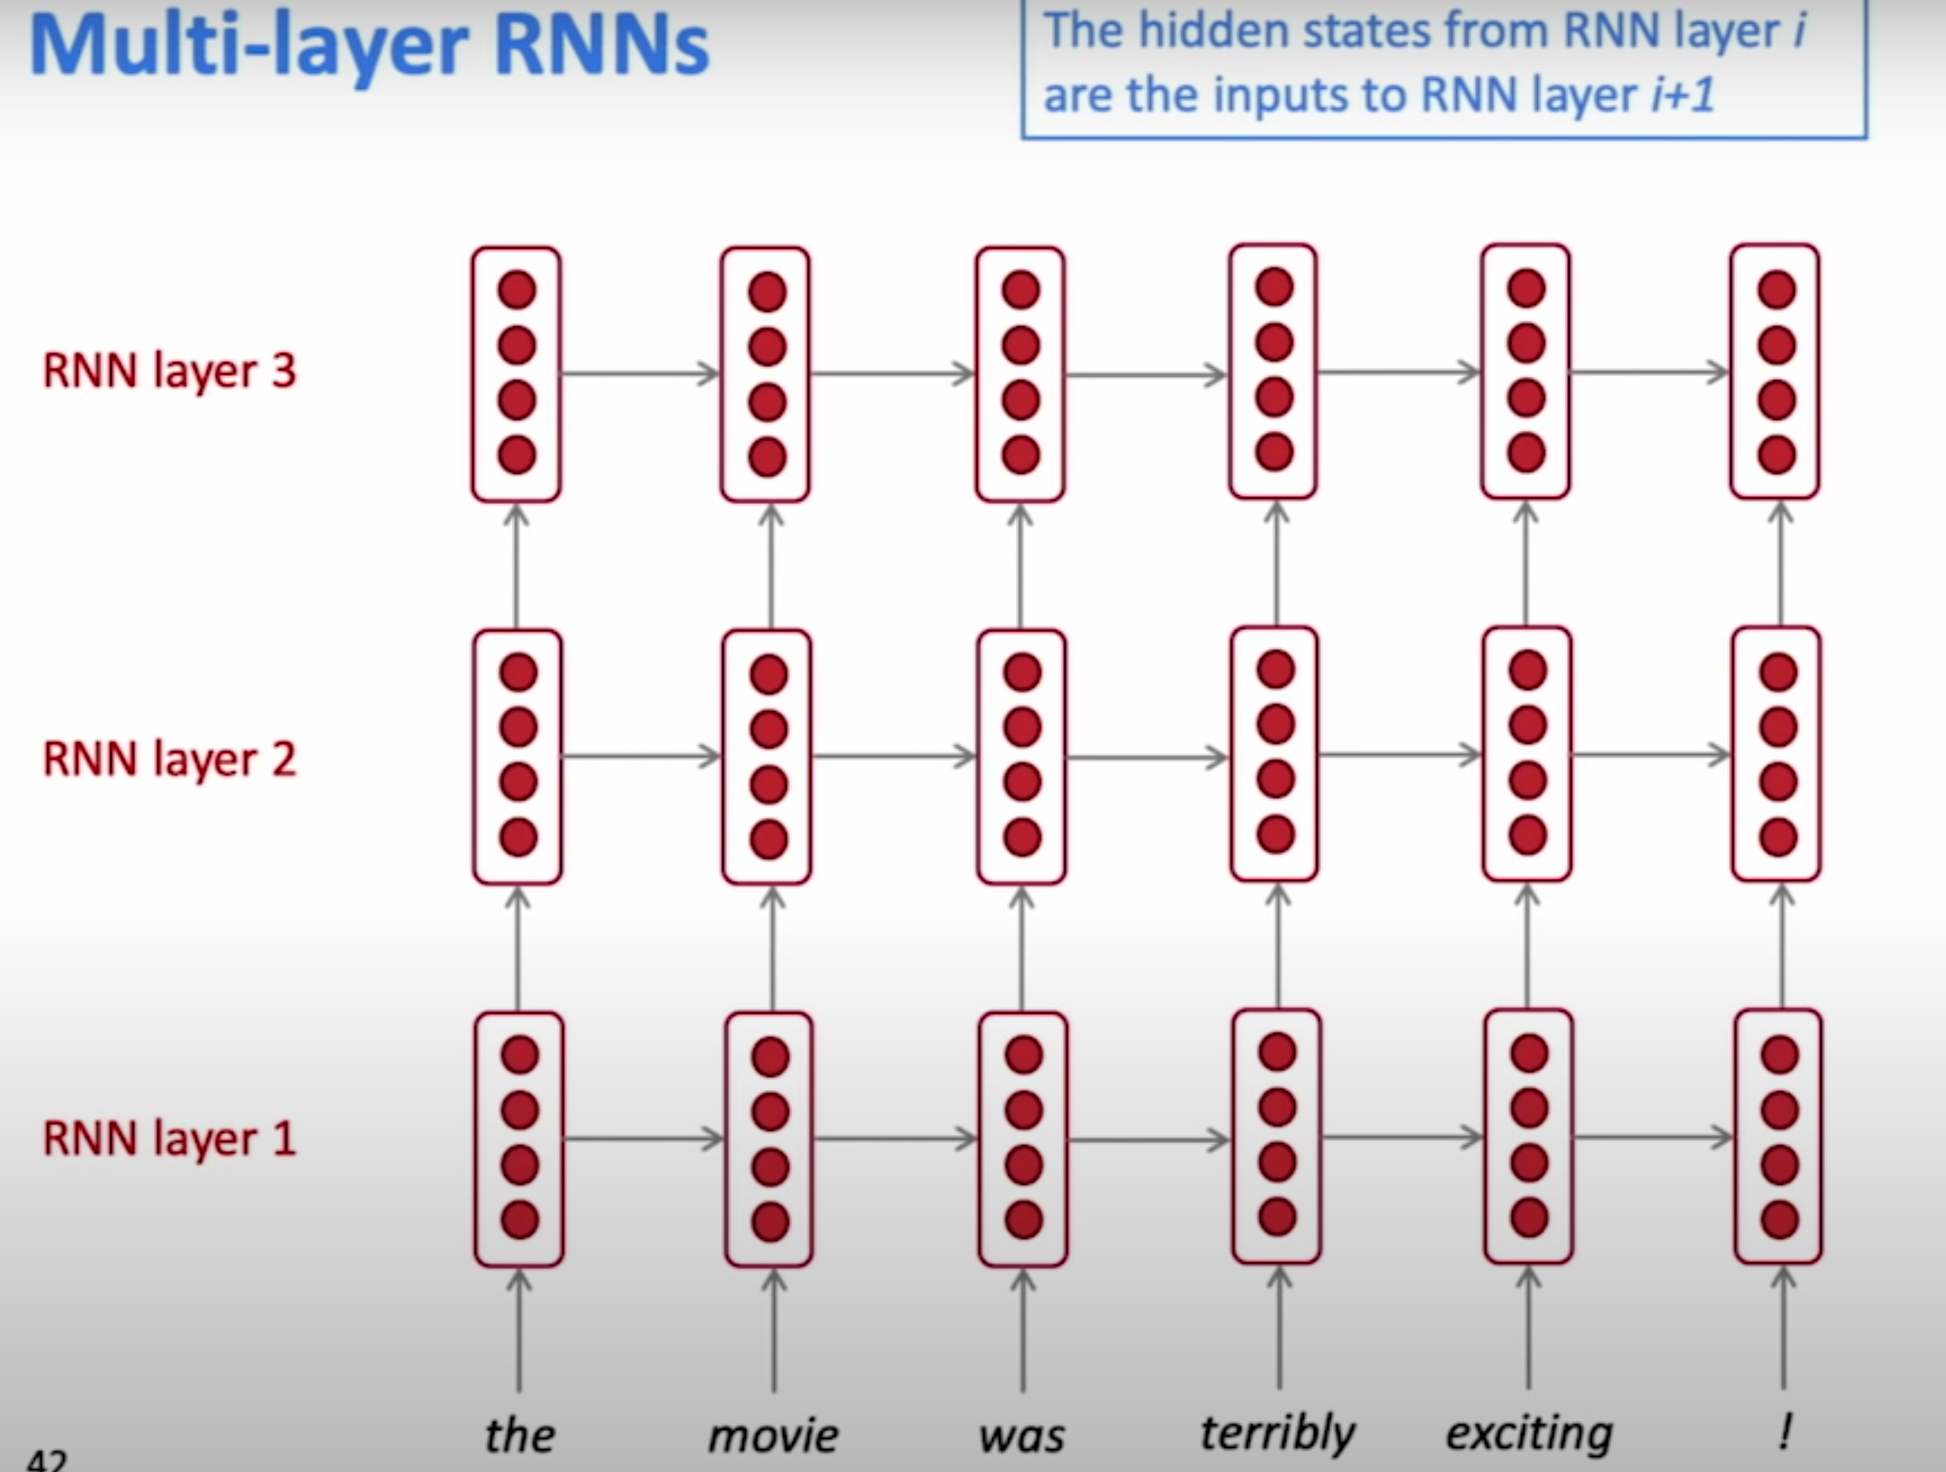 Multi-layer RNNs
The hidden states from RNN layer i
are the inputs to RNN layer i+1
RNN layer 3
RNN layer 2
RNN layer 1
the movie was terribly exciting !
42